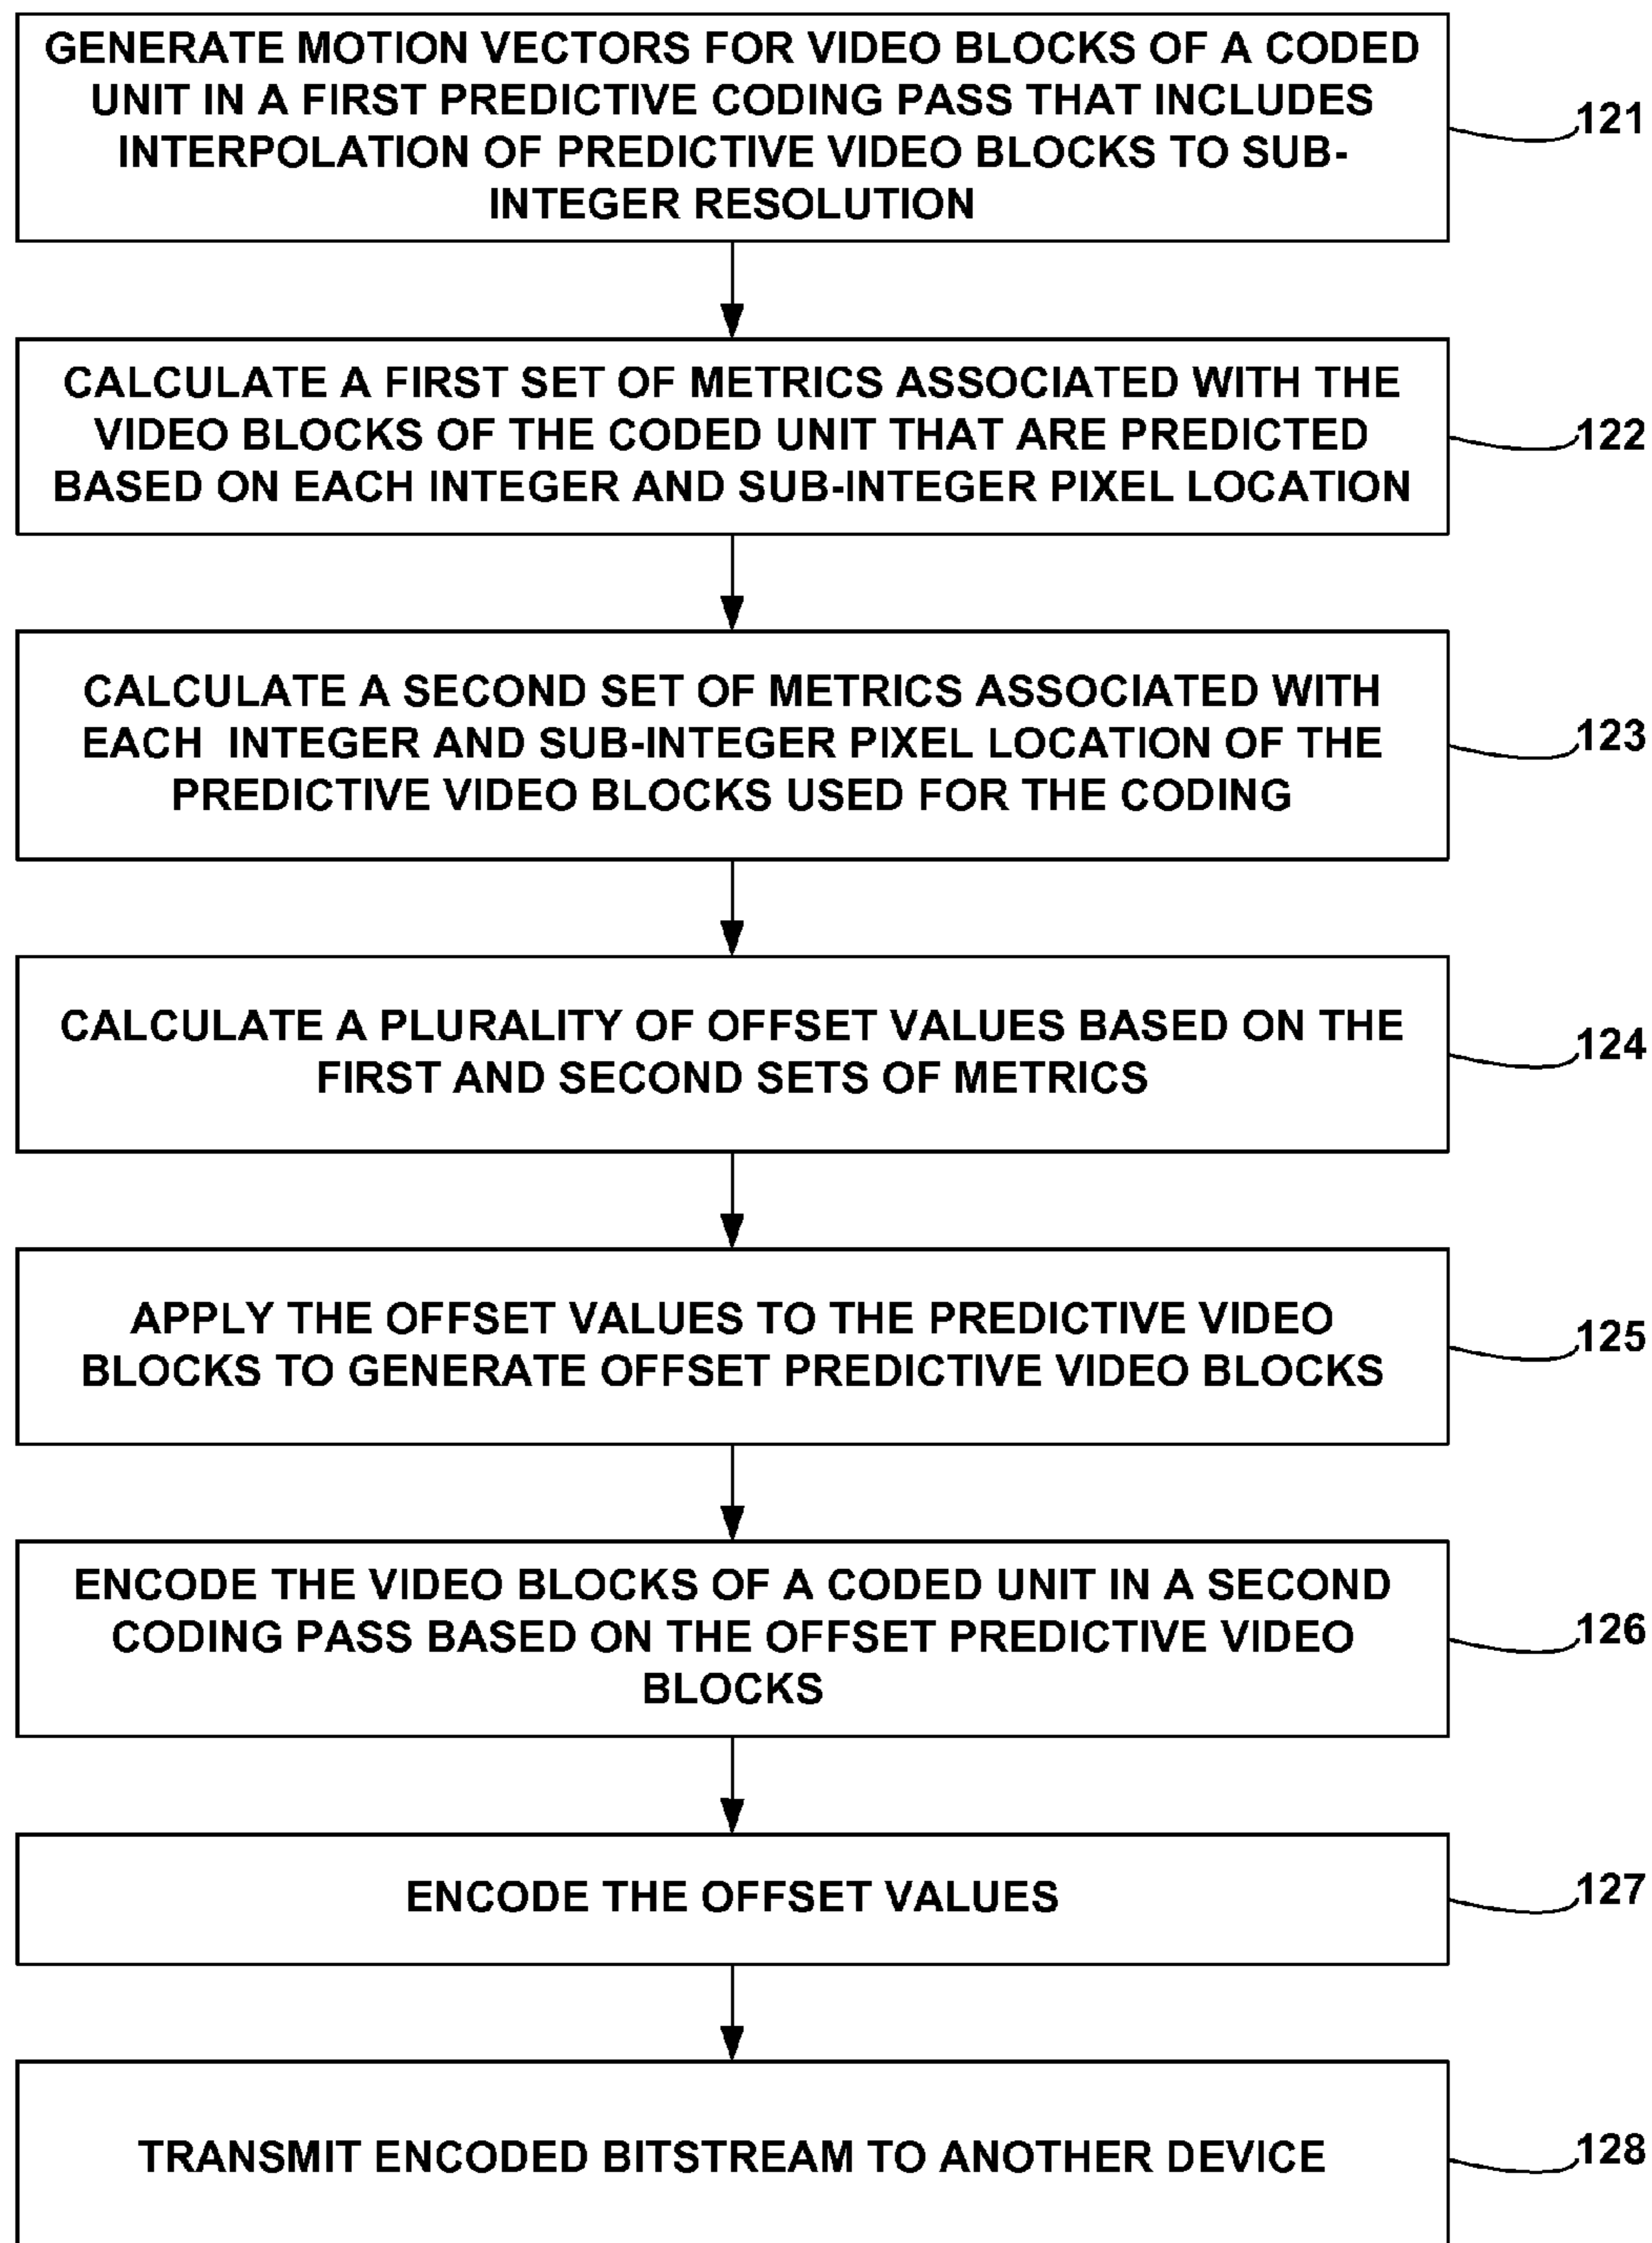 GENERATE MOTION VECTORS FOR VIDEO BLOCKS OF A CODED
UNIT IN A FIRST PREDICTIVE CODING PASS THAT INCLUDES
INTERPOLATION OF PREDICTIVE VIDEO BLOCKS TO SUB-
INTEGER RESOLUTION
121
CALCULATE A FIRST SET OF METRICS ASSOCIATED WITH THE
VIDEO BLOCKS OF THE CODED UNIT THAT ARE PREDICTED
BASED ON EACH INTEGER AND SUB-INTEGER PIXEL LOCATION
122
CALCULATE A SECOND SET OF METRICS ASSOCIATED WITH
EACH INTEGER AND SUB-INTEGER PIXEL LOCATION OF THE
PREDICTIVE VIDEO BLOCKS USED FOR THE CODING
123
CALCULATE A PLURALITY OF OFFSET VALUES BASED ON THE
FIRST AND SECOND SETS OF METRICS
124
APPLY THE OFFSET VALUES TO THE PREDICTIVE VIDEO
BLOCKS TO GENERATE OFFSET PREDICTIVE VIDEO BLOCKS
125
ENCODE THE VIDEO BLOCKS OF A CODED UNIT IN A SECOND
CODING PASS BASED ON THE OFFSET PREDICTIVE VIDEO
BLOCKS
126
ENCODE THE OFFSET VALUES
127
TRANSMIT ENCODED BITSTREAM TO ANOTHER DEVICE
128